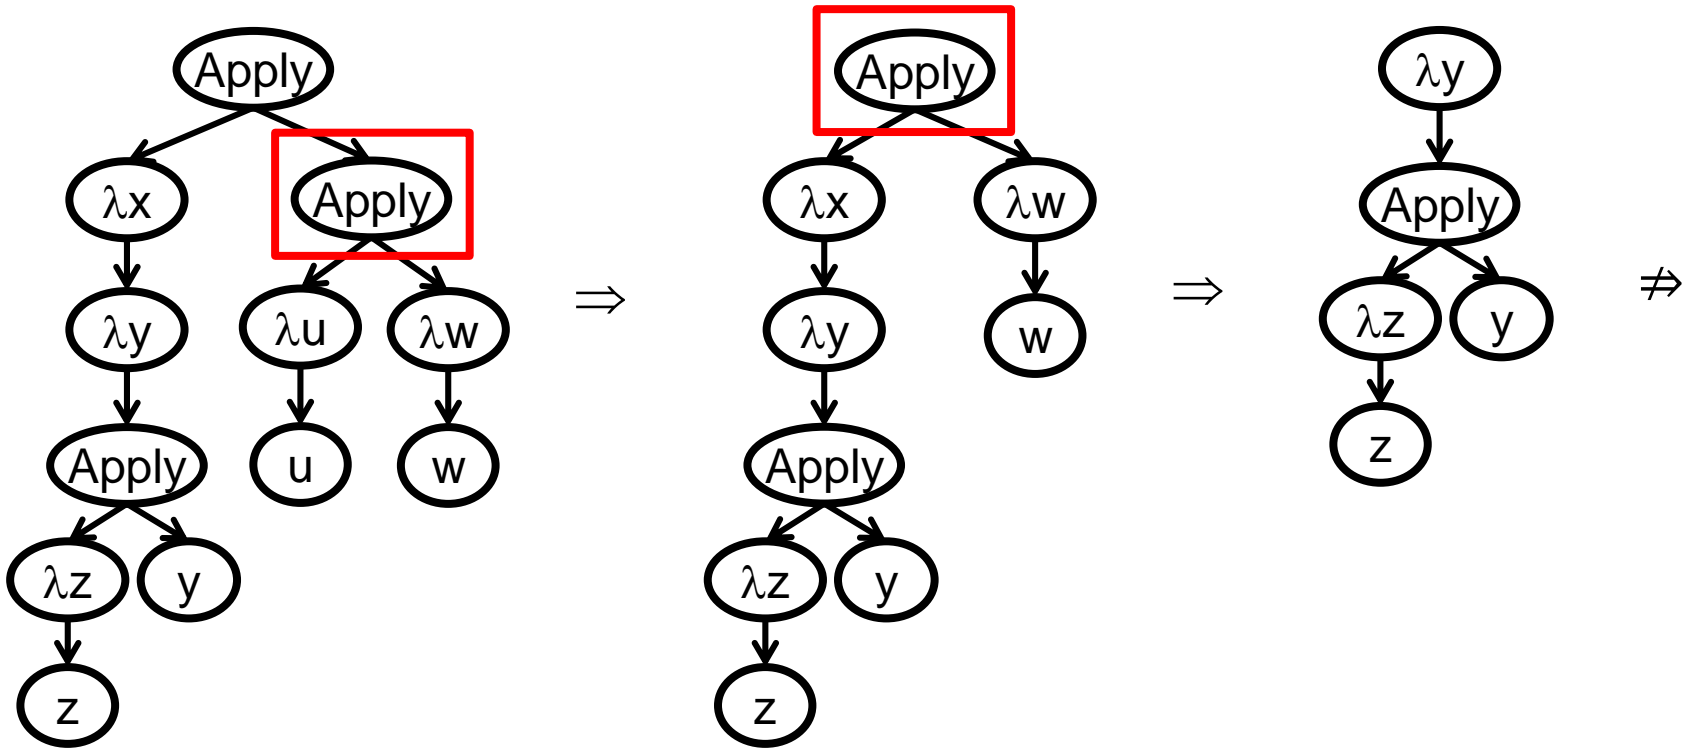 Apply
λx Apply
λy λu λw
Apply u w
λz y
z
⇒
Apply
λx λw
λy w
Apply
λz y
z
⇒
λy
Apply
λz y
z
⇏